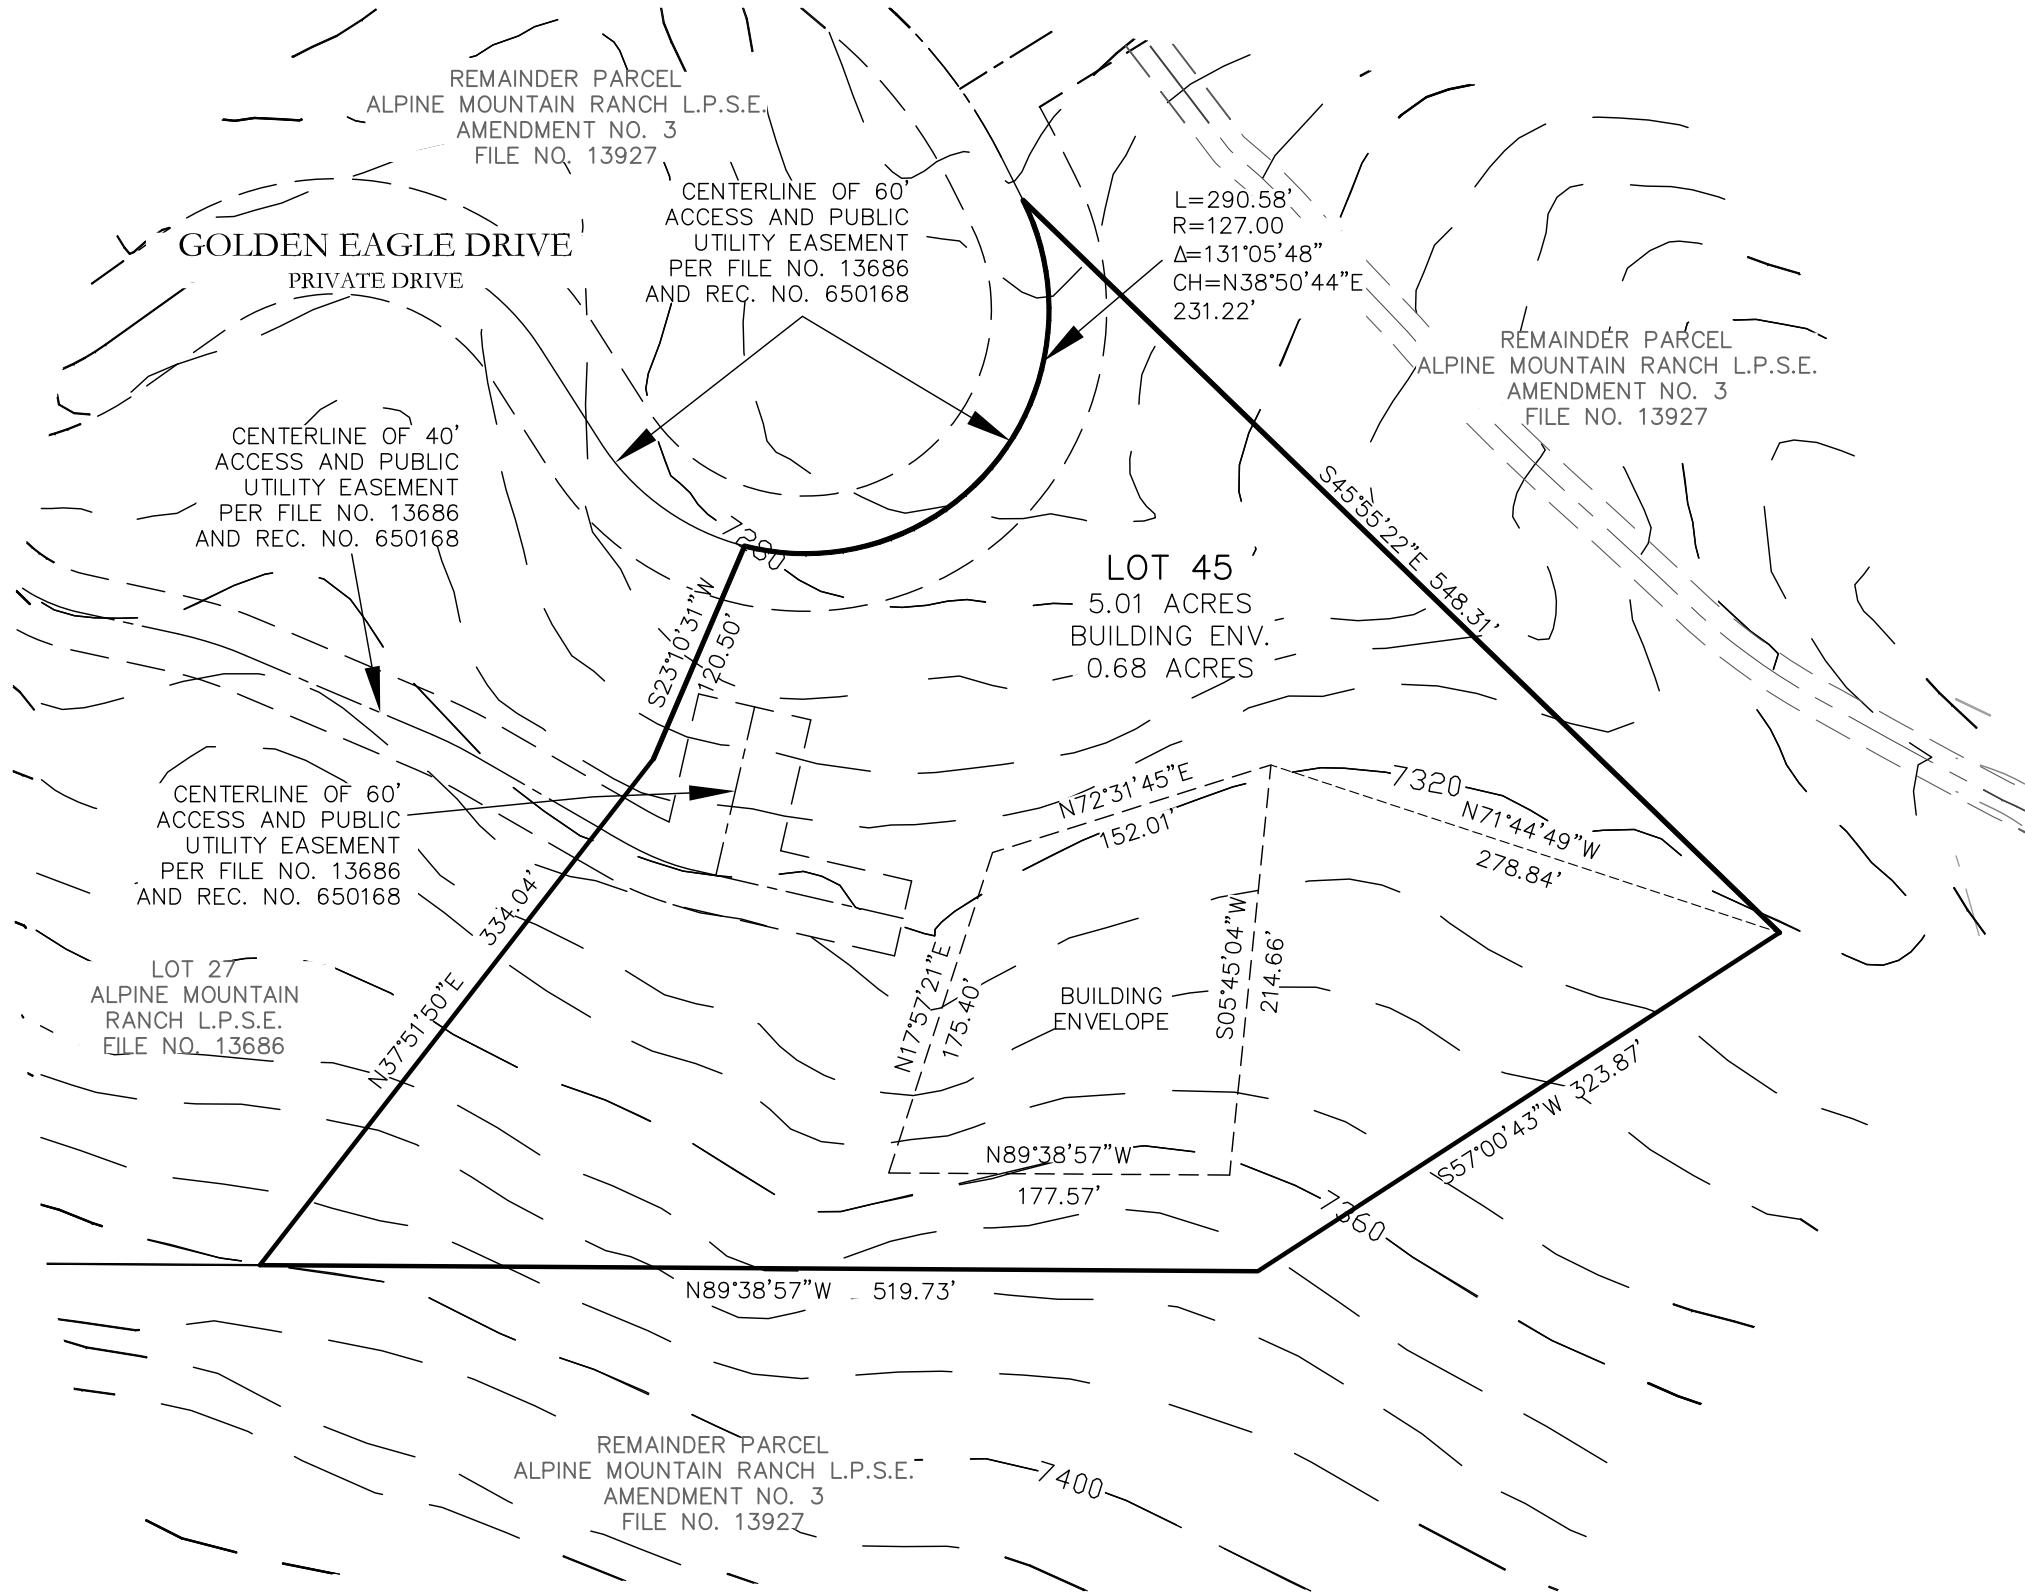 REMAINDER PARCEL
ALPINE MOUNTAIN RANCH L.P.S.E.
AMENDMENT NO. 3
FILE NO. 13927
CENTERLINE OF 60'
ACCESS AND PUBLIC
UTILITY EASEMENT
PER FILE NO. 13686
AND REC. NO. 650168
L=290.58'
R=127.00
Δ=131°05'48"
CH=N38°50'44"E
231.22'
GOLDEN EAGLE DRIVE
PRIVATE DRIVE
REMAINDER PARCEL
ALPINE MOUNTAIN RANCH L.P.S.E.
AMENDMENT NO. 3
FILE NO. 13927
CENTERLINE OF 40'
ACCESS AND PUBLIC
UTILITY EASEMENT
PER FILE NO. 13686
AND REC. NO. 650168
7280
S45°55'22"E 548.31'
LOT 45
5.01 ACRES
BUILDING ENV.
0.68 ACRES
S23°10'31"W
120.50'
CENTERLINE OF 60'
ACCESS AND PUBLIC
UTILITY EASEMENT
PER FILE NO. 13686
AND REC. NO. 650168
N72°31'45"E
152.01'
7320
N71°44'49"W
278.84'
N37°51'50"E 334.04'
LOT 27
ALPINE MOUNTAIN
RANCH L.P.S.E.
FILE NO. 13686
N17°57'21"E
175.40'
BUILDING
ENVELOPE
S05°45'04"W
214.66'
S57°00'43"W 323.87'
N89°38'57"W
177.57'
7360
N89°38'57"W 519.73'
REMAINDER PARCEL
ALPINE MOUNTAIN RANCH L.P.S.E.
AMENDMENT NO. 3
FILE NO. 13927
7400